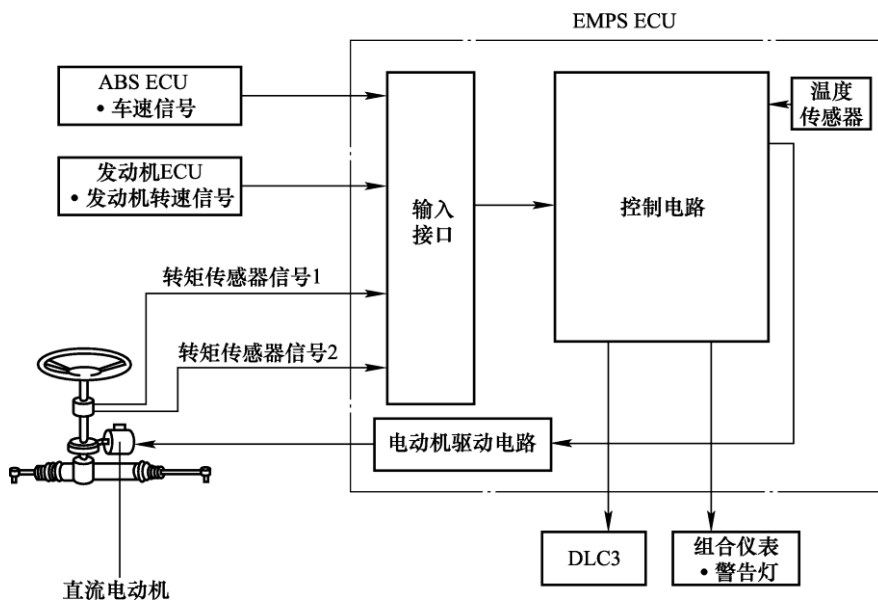 EMPS ECU
ABS ECU
• 车速信号
发动机ECU
• 发动机转速信号
转矩传感器信号1
转矩传感器信号2
输入
接口
控制电路
温度
传感器
电动机驱动电路
DLC3
组合仪表
• 警告灯
直流电动机